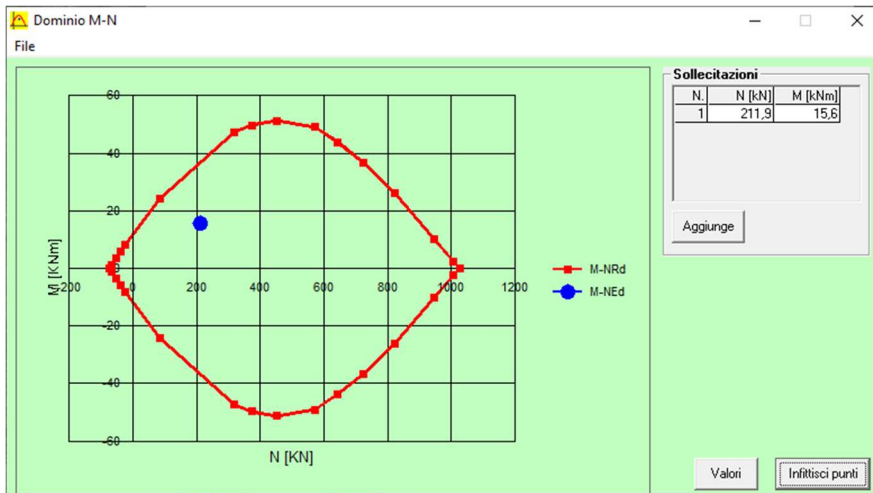 Dominio M-N
File
Sollecitazioni
N. N [kN] M [kNm]
1 211,9 15,6
Aggiunge
60
40
20
0
-20
-40
-60
-200 0 200 400 600 800 1000 1200
M [KNm]
N [KN]
M-NRd
M-NEd
Valori
Infittisci punti